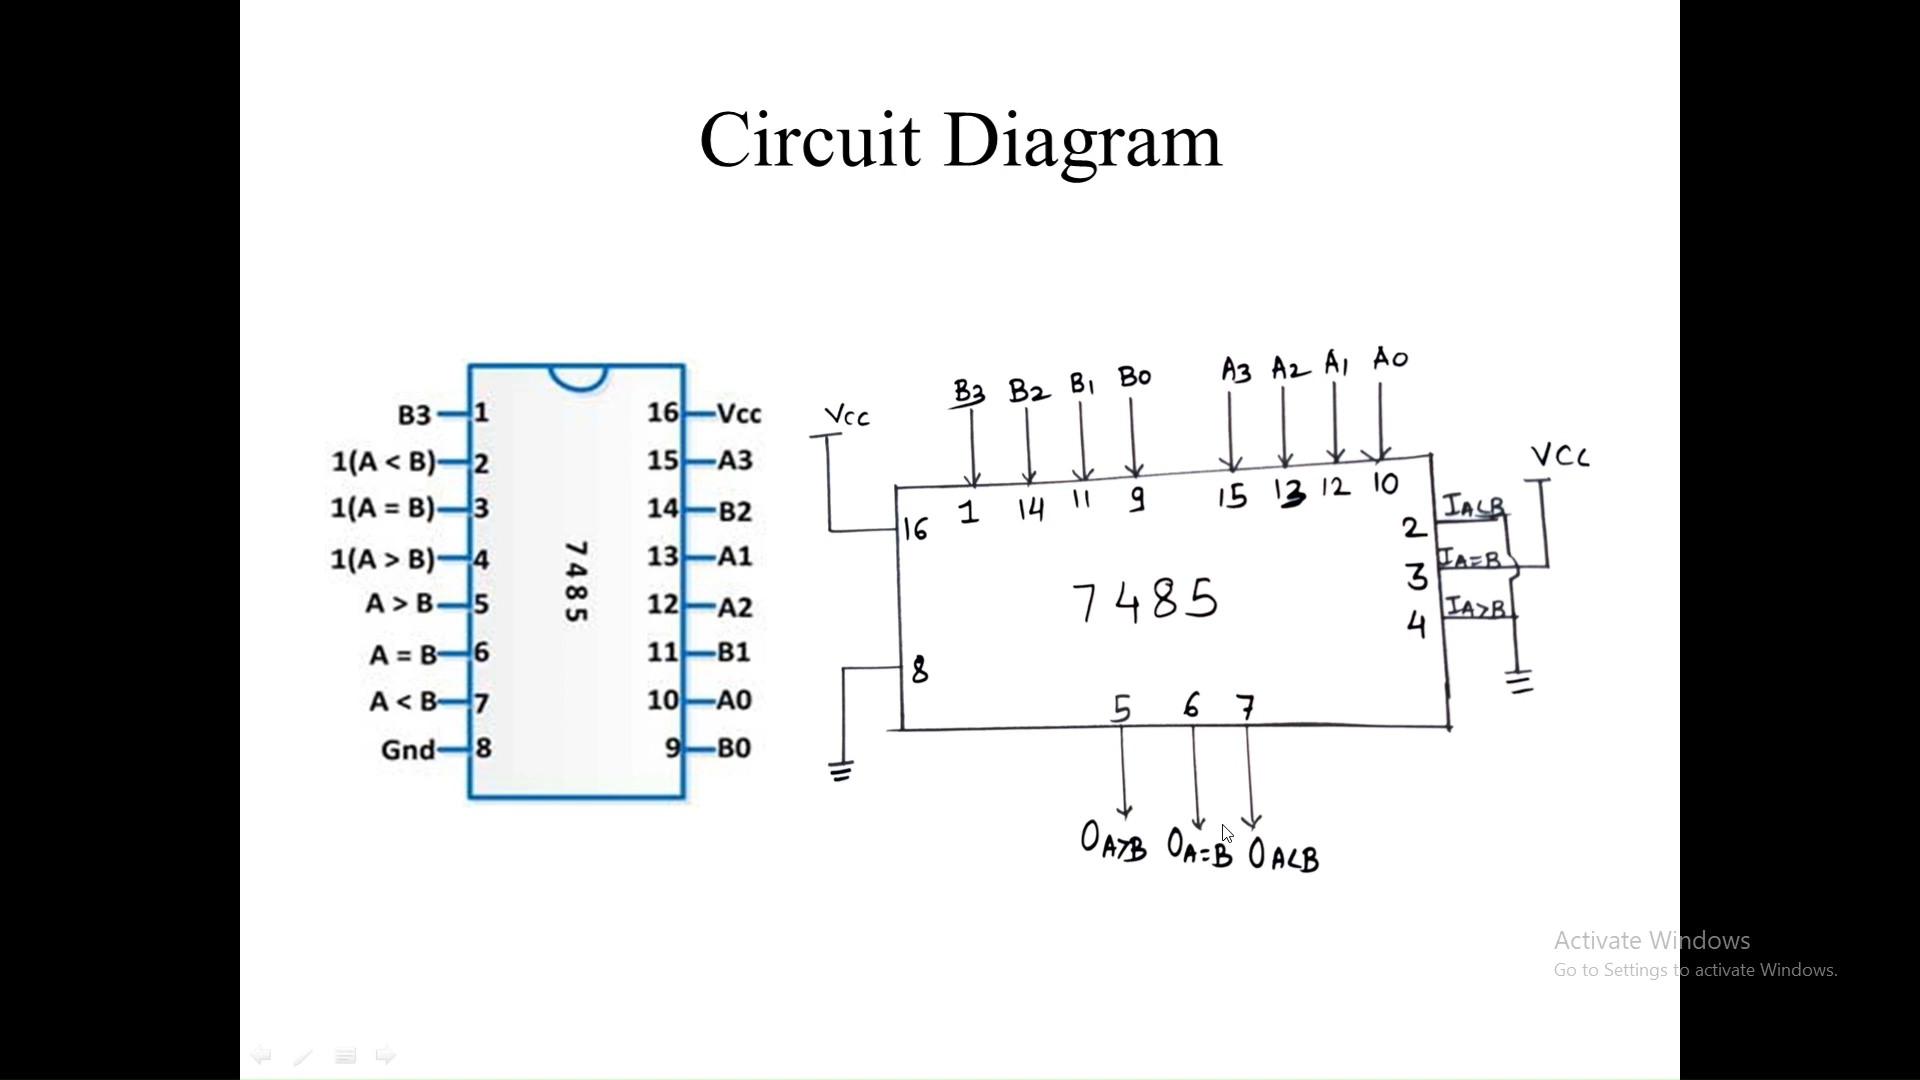 Circuit Diagram
B3 1
1(A < B) 2
1(A = B) 3
1(A > B) 4
A > B 5
A = B 6
A < B 7
Gnd 8
7485
16 Vcc
15 A3
14 B2
13 A1
12 A2
11 B1
10 A0
9 B0
Vcc
B3 B2 B1 B0 A3 A2 A1 A0
VCC
16 1 14 11 9 15 13 12 10
2 IA<B
3 IA=B
4 IA>B
7485
8
5 6 7
OA>B OA=B OA<B
Activate Windows
Go to Settings to activate Windows.